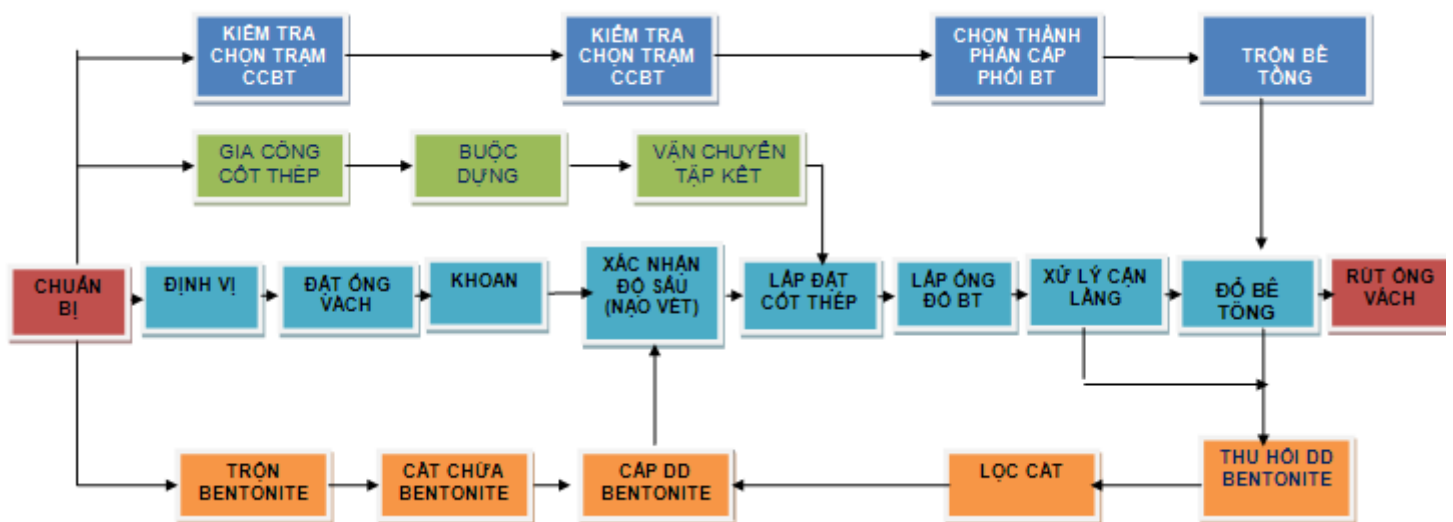 KIỂM TRA
CHỌN TRẠM
CCBT
KIỂM TRA
CHỌN TRẠM
CCBT
CHỌN THÀNH
PHẦN CẤP
PHỐI BT
TRỘN BÊ
TÔNG
GIA CÔNG
CỐT THÉP
BUỘC
DỰNG
VẬN CHUYỂN
TẬP KẾT
CHUẨN
BỊ
ĐỊNH VỊ
ĐẶT ỐNG
VÁCH
KHOAN
XÁC NHẬN
ĐỘ SÂU
(NẠO VÉT)
LẮP ĐẶT
CỐT THÉP
LẮP ỐNG
ĐỔ BT
XỬ LÝ CẶN
LẮNG
ĐỔ BÊ
TÔNG
RÚT ỐNG
VÁCH
TRỘN
BENTONITE
CẤT CHỨA
BENTONITE
CẤP DD
BENTONITE
LỌC CÁT
THU HỒI DD
BENTONITE